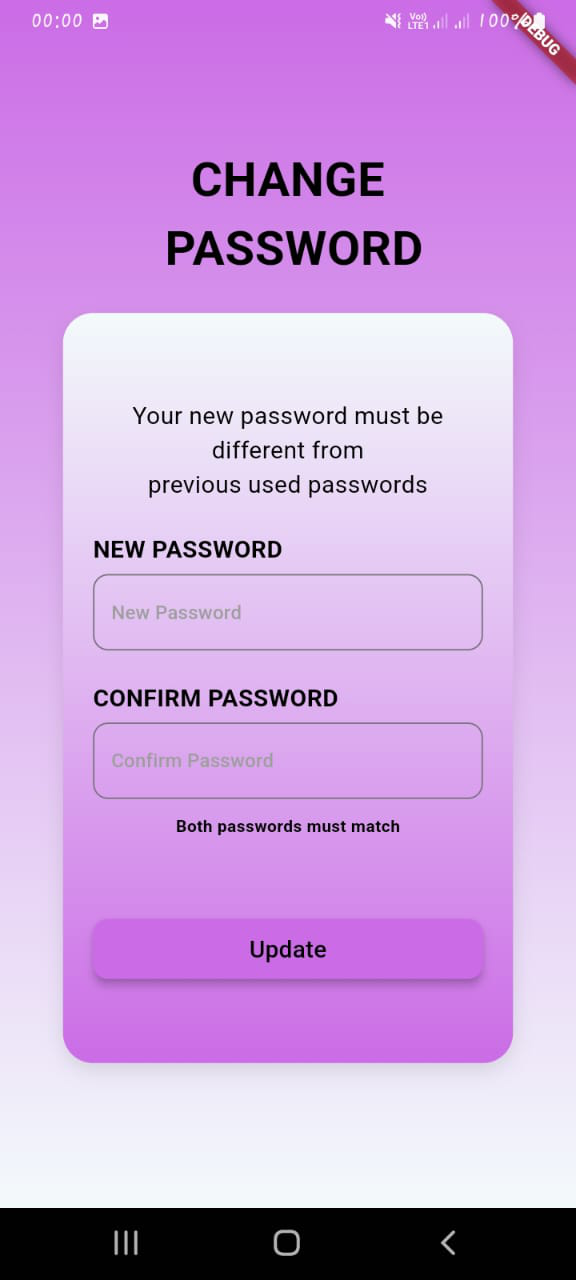 00:00 Vo) LTE1 100% DEBUG
CHANGE
PASSWORD
Your new password must be
different from
previous used passwords
NEW PASSWORD
New Password
CONFIRM PASSWORD
Confirm Password
Both passwords must match
Update